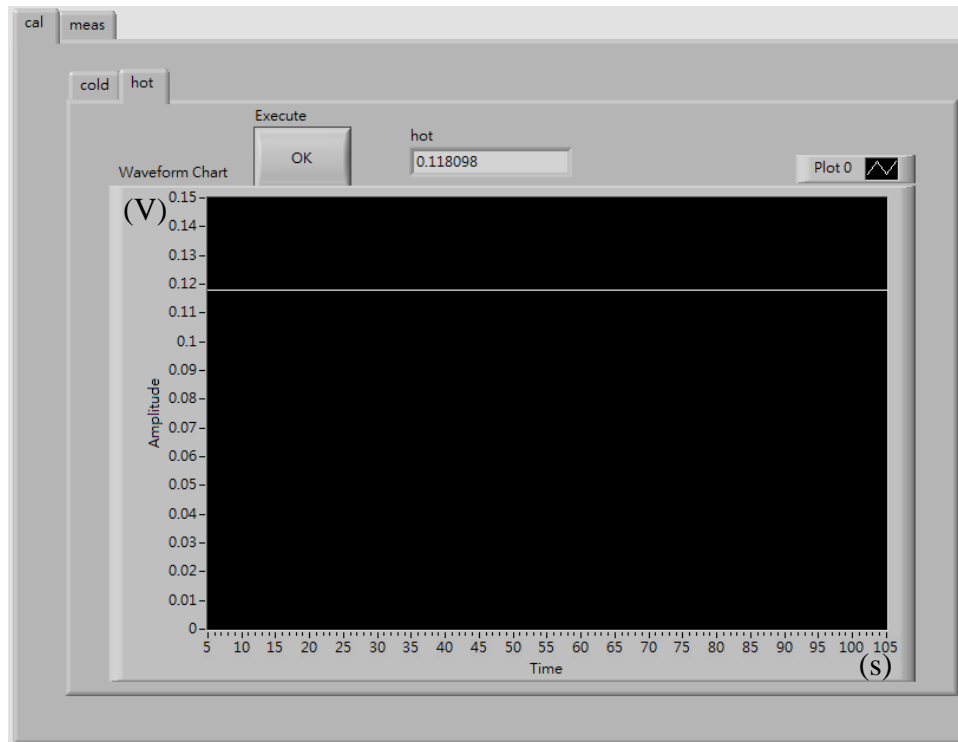 cal meas
cold hot
Execute
OK
hot
0.118098
Waveform Chart
Plot 0
(V)
0.15
0.14
0.13
0.12
0.11
0.1
0.09
0.08
0.07
0.06
0.05
0.04
0.03
0.02
0.01
0
Amplitude
5 10 15 20 25 30 35 40 45 50 55 60 65 70 75 80 85 90 95 100 105
Time
(s)